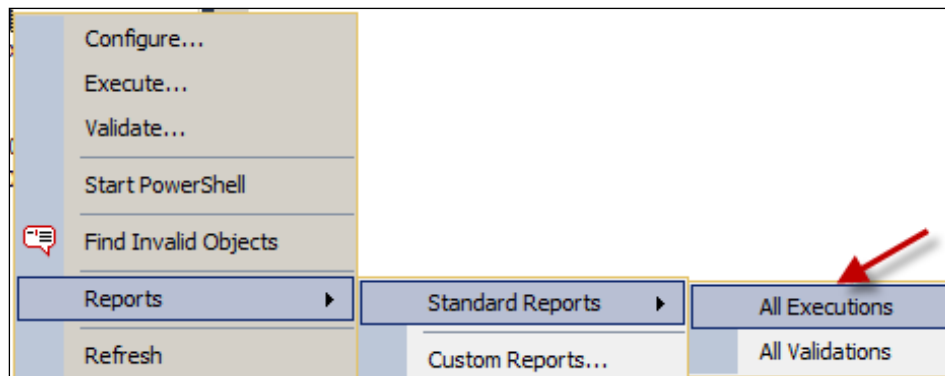 Configure...
Execute...
Validate...
Start PowerShell
Find Invalid Objects
Reports
Standard Reports
All Executions
Refresh
Custom Reports...
All Validations